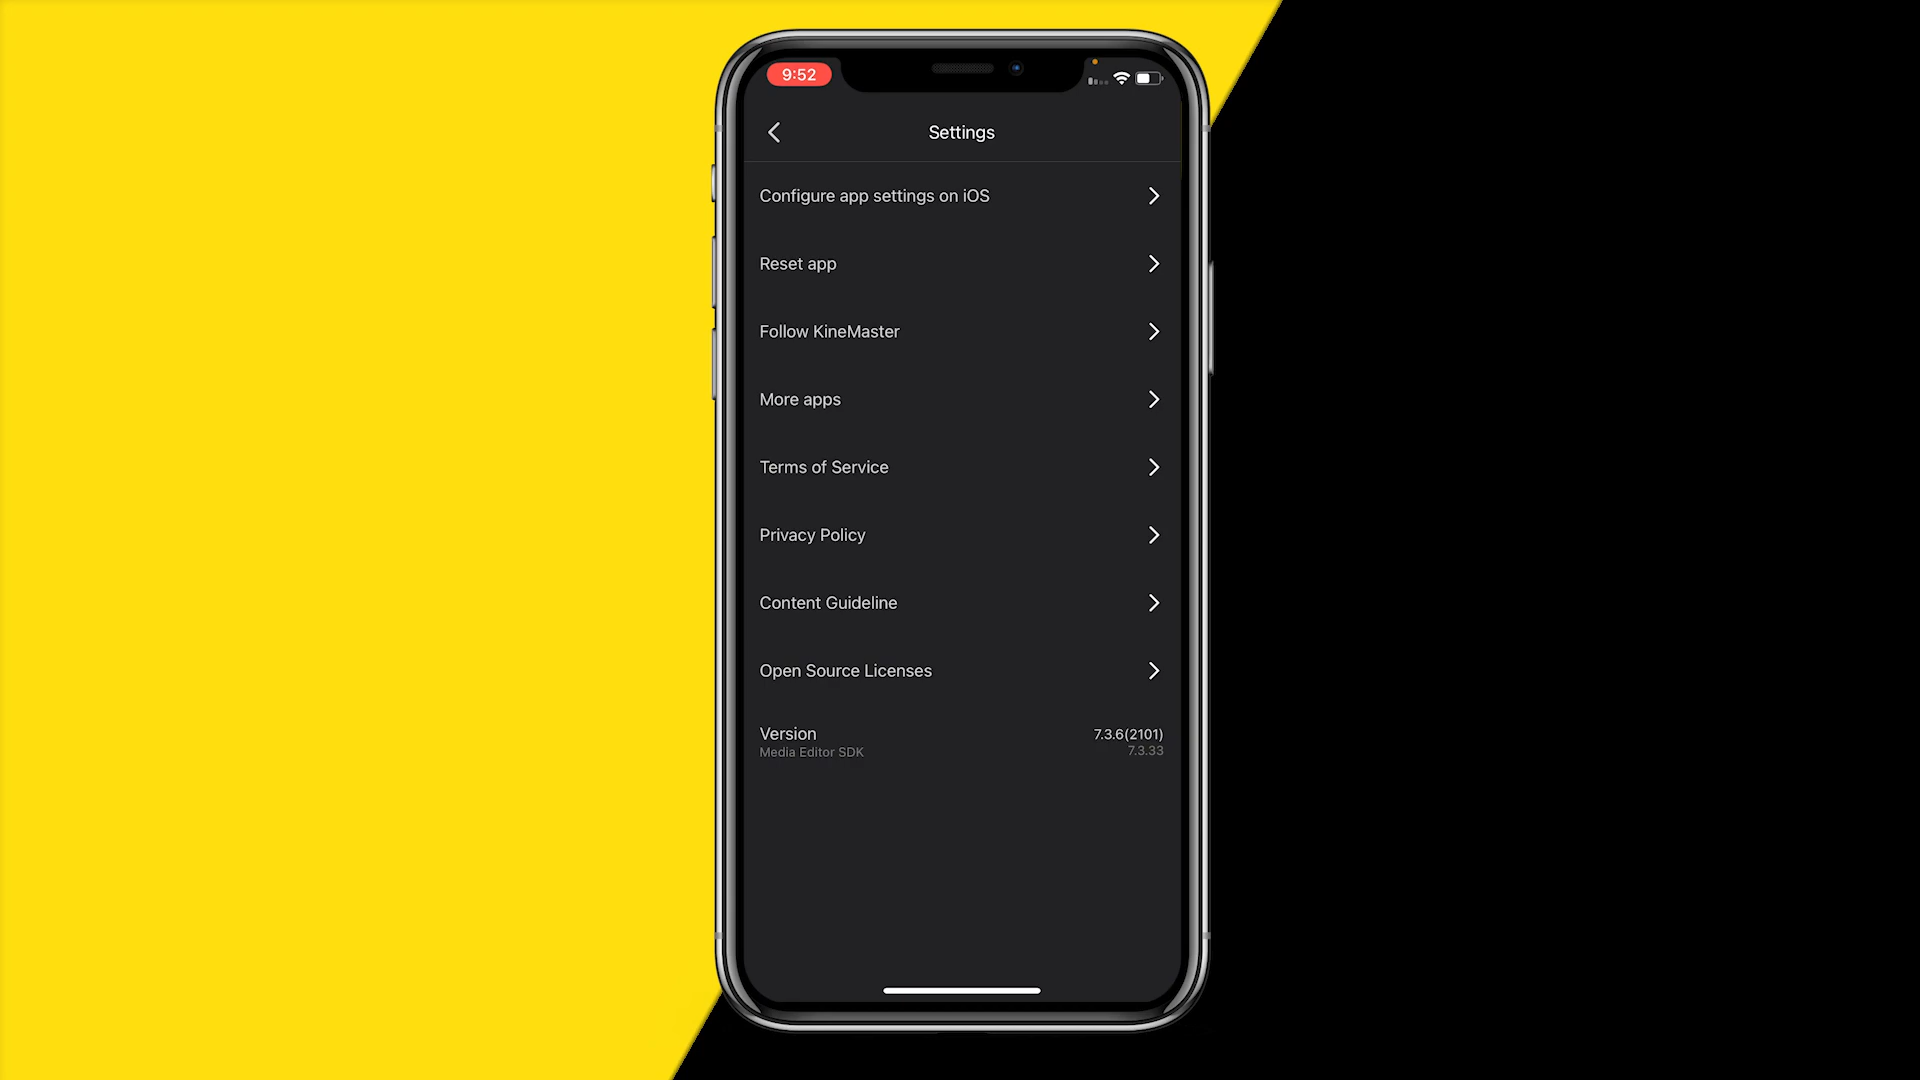 9:52
Settings
Configure app settings on iOS
Reset app
Follow KineMaster
More apps
Terms of Service
Privacy Policy
Content Guideline
Open Source Licenses
Version 7.3.6(2101)
Media Editor SDK 7.3.33